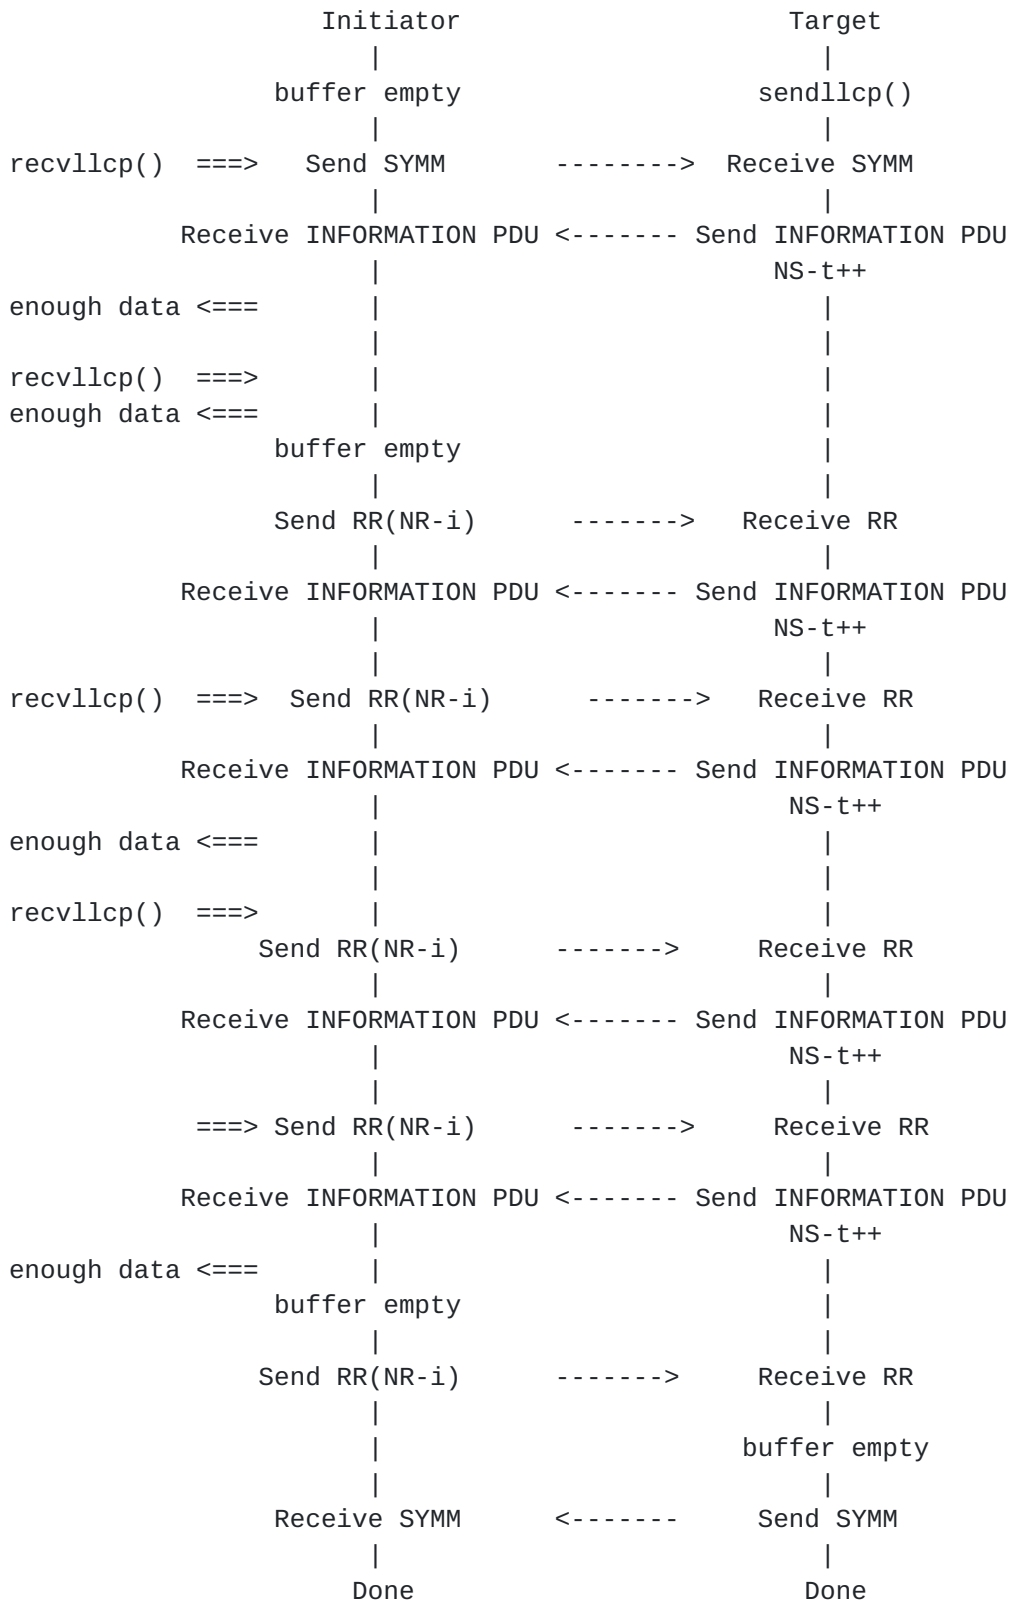 Initiator Target
| |
buffer empty sendllcp()
| |
recvllcp() ===> Send SYMM --------> Receive SYMM
| |
Receive INFORMATION PDU <------- Send INFORMATION PDU
| NS-t++
enough data <=== | |
| |
recvllcp() ===> | |
enough data <=== | |
buffer empty |
| |
Send RR(NR-i) -------> Receive RR
| |
Receive INFORMATION PDU <------- Send INFORMATION PDU
| NS-t++
| |
recvllcp() ===> Send RR(NR-i) -------> Receive RR
| |
Receive INFORMATION PDU <------- Send INFORMATION PDU
| NS-t++
enough data <=== | |
| |
recvllcp() ===> | |
Send RR(NR-i) -------> Receive RR
| |
Receive INFORMATION PDU <------- Send INFORMATION PDU
| NS-t++
| |
===> Send RR(NR-i) -------> Receive RR
| |
Receive INFORMATION PDU <------- Send INFORMATION PDU
| NS-t++
enough data <=== | |
buffer empty |
| |
Send RR(NR-i) -------> Receive RR
| |
| buffer empty
| |
Receive SYMM <------- Send SYMM
| |
Done Done